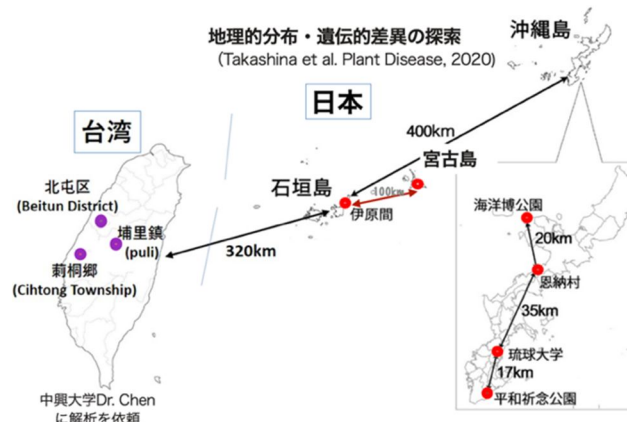 地理的分布・遺伝的差異の探索
(Takashina et al. Plant Disease, 2020)
沖縄島
日本
台湾
400km
宮古島
石垣島
100km
伊原間
北屯区
(Beitun District)
埔里鎮
(puli)
莿桐郷
(Cihtong Township)
320km
海洋博公園
20km
恩納村
35km
琉球大学
17km
平和祈念公園
中興大学Dr. Chen
に解析を依頼